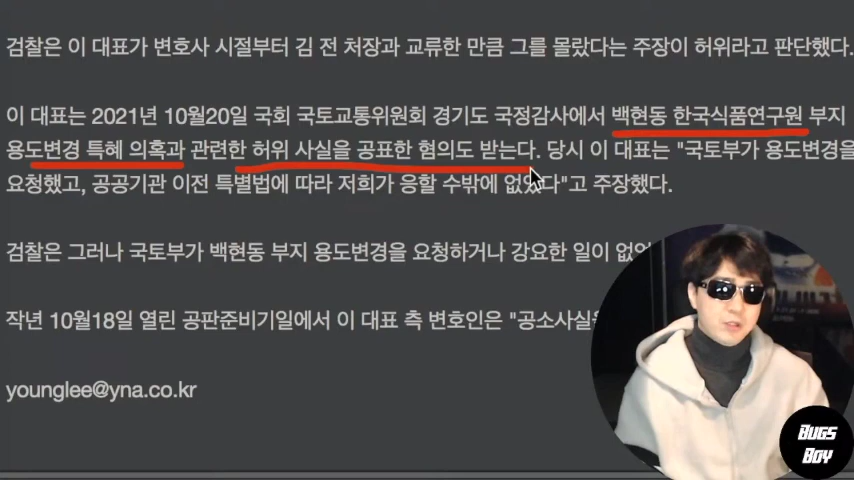 검찰은 이 대표가 변호사 시절부터 김 전 처장과 교류한 만큼 그를 몰랐다는 주장이 허위라고 판단했다.
이 대표는 2021년 10월20일 국회 국토교통위원회 경기도 국정감사에서 백현동 한국식품연구원 부지
용도변경 특혜 의혹과 관련한 허위 사실을 공표한 혐의도 받는다. 당시 이 대표는 "국토부가 용도변경을
요청했고, 공공기관 이전 특별법에 따라 저희가 응할 수밖에 없었다"고 주장했다.
검찰은 그러나 국토부가 백현동 부지 용도변경을 요청하거나 강요한 일이
작년 10월18일 열린 공판준비기일에서 이 대표 측 변호인은
younglee@yna.co.kr
BUGS
BOY